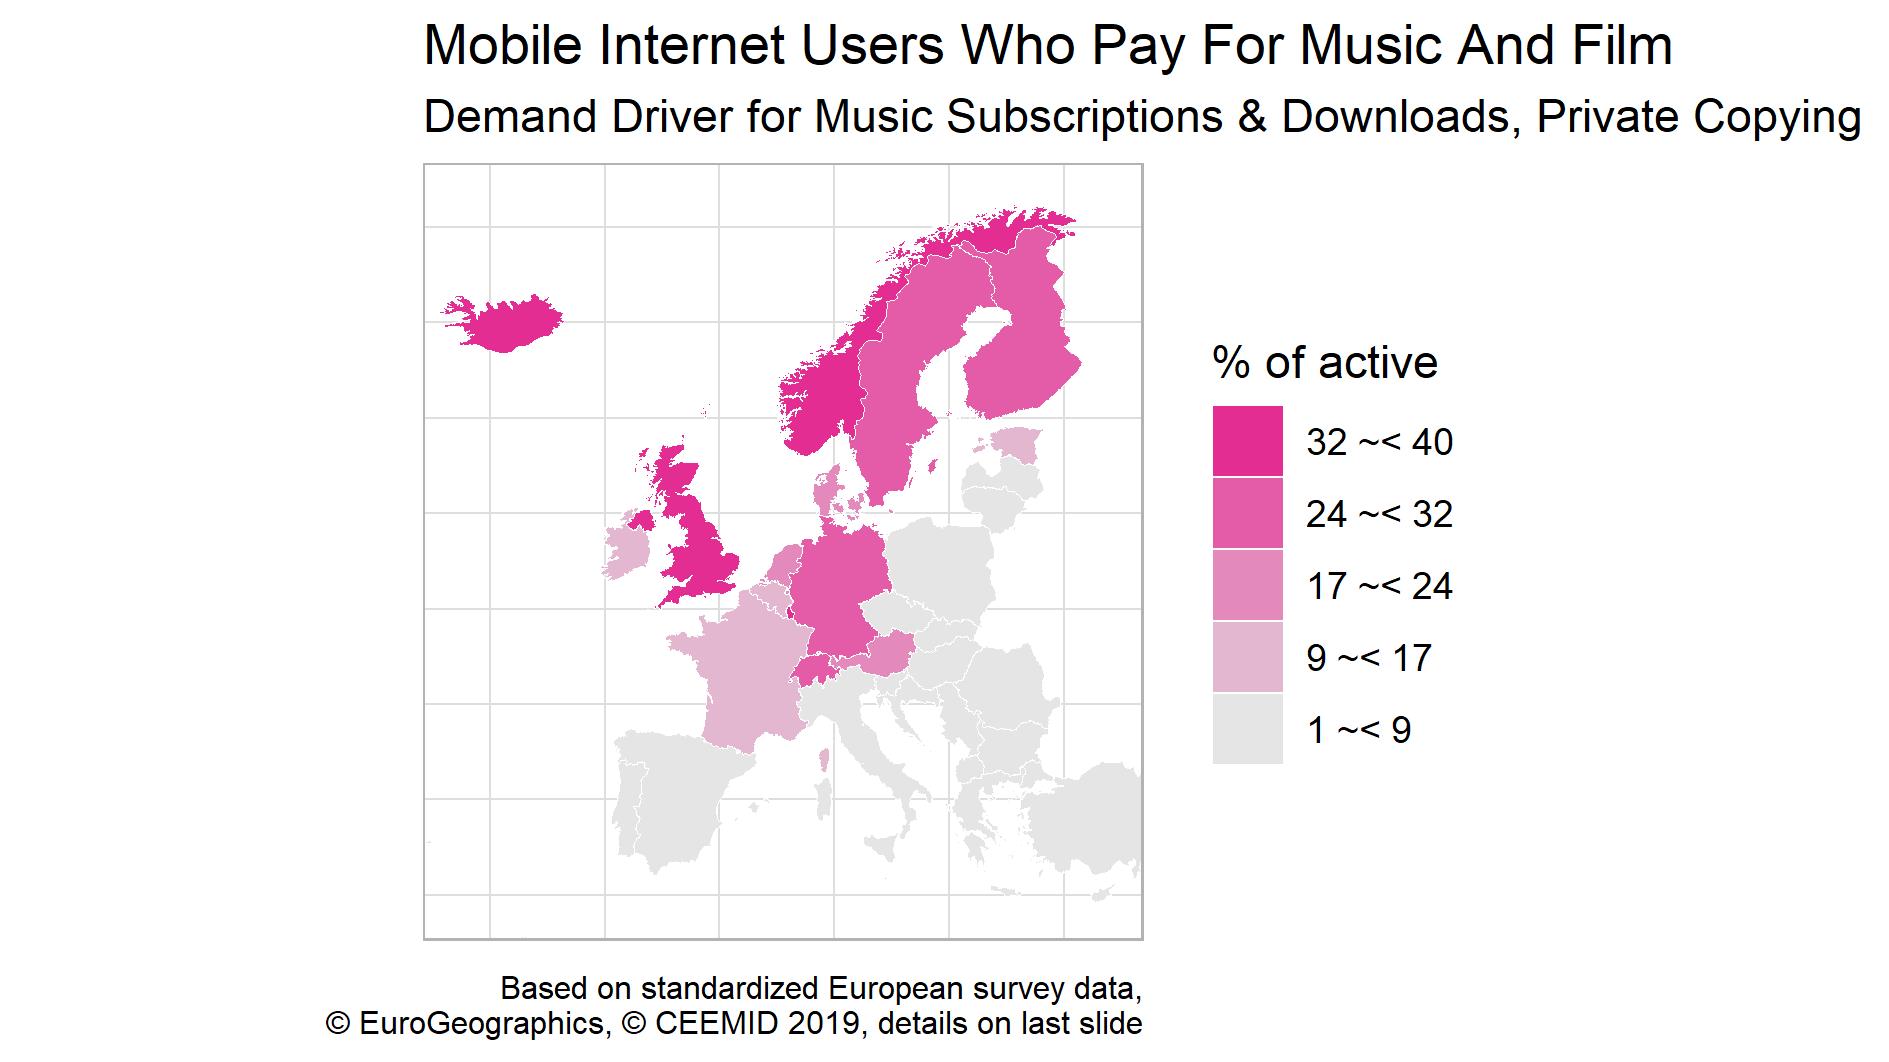 Mobile Internet Users Who Pay For Music And Film
Demand Driver for Music Subscriptions & Downloads, Private Copying
% of active
32 ~< 40
24 ~< 32
17 ~< 24
9 ~< 17
1 ~< 9
Based on standardized European survey data,
© EuroGeographics, © CEEMID 2019, details on last slide